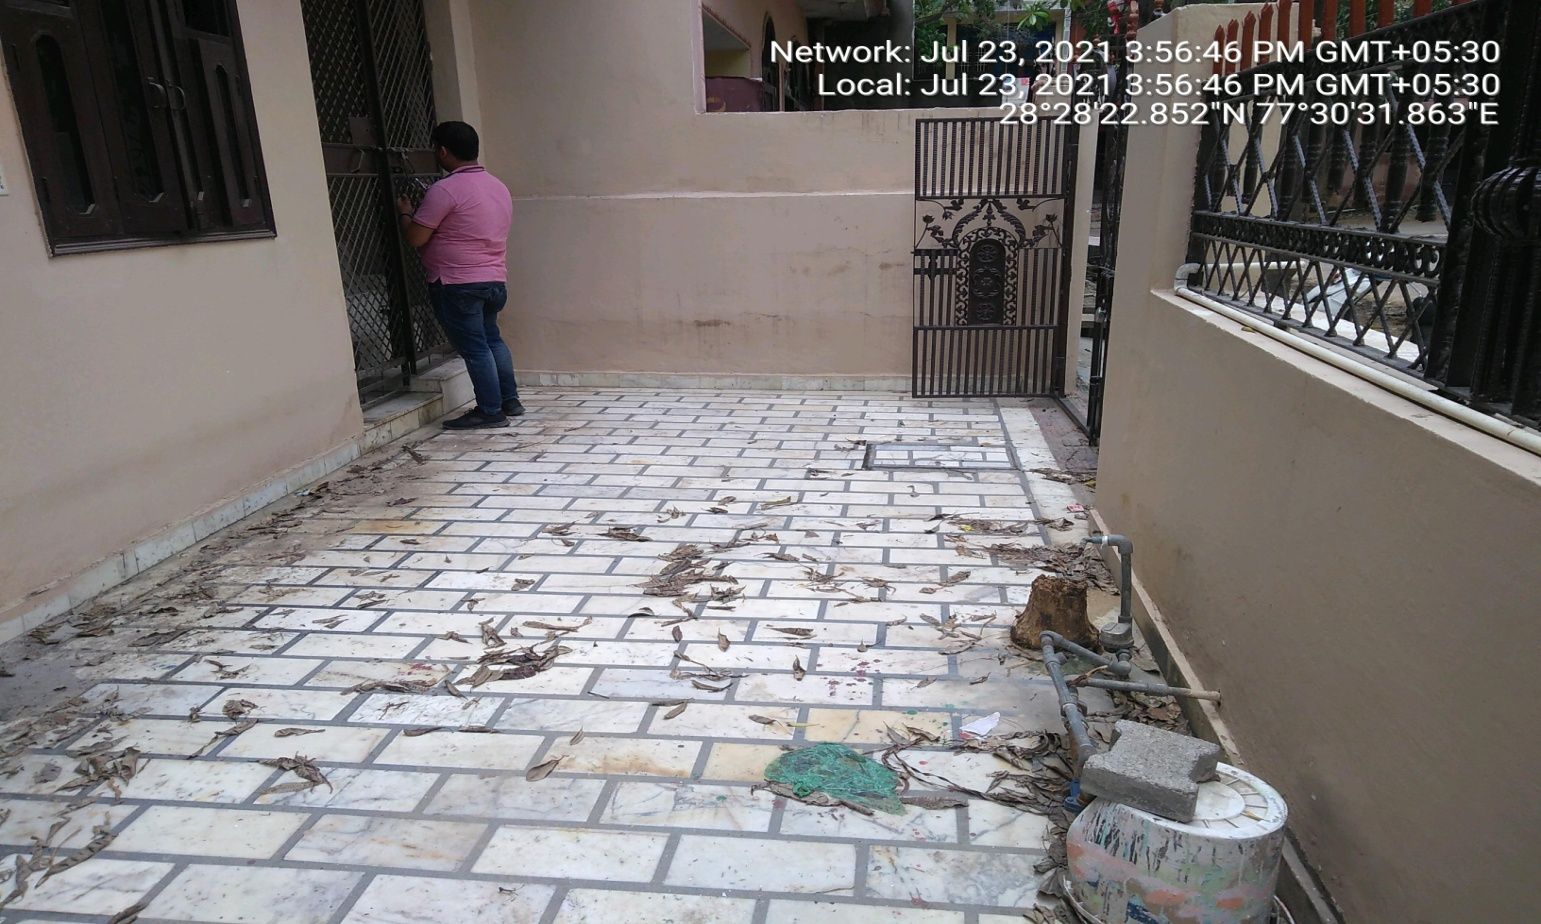 Network: Jul 23, 2021 3:56:46 PM GMT+05:30
Local: Jul 23, 2021 3:56:46 PM GMT+05:30
28°28'22.852"N 77°30'31.863"E